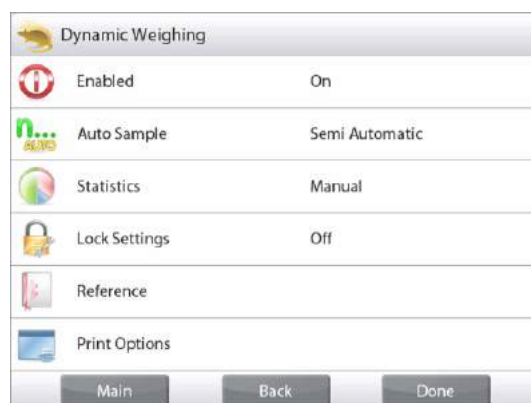 Dynamic Weighing
Enabled On
n... AUTO Auto Sample Semi Automatic
Statistics Manual
Lock Settings Off
Reference
Print Options
Main Back Done